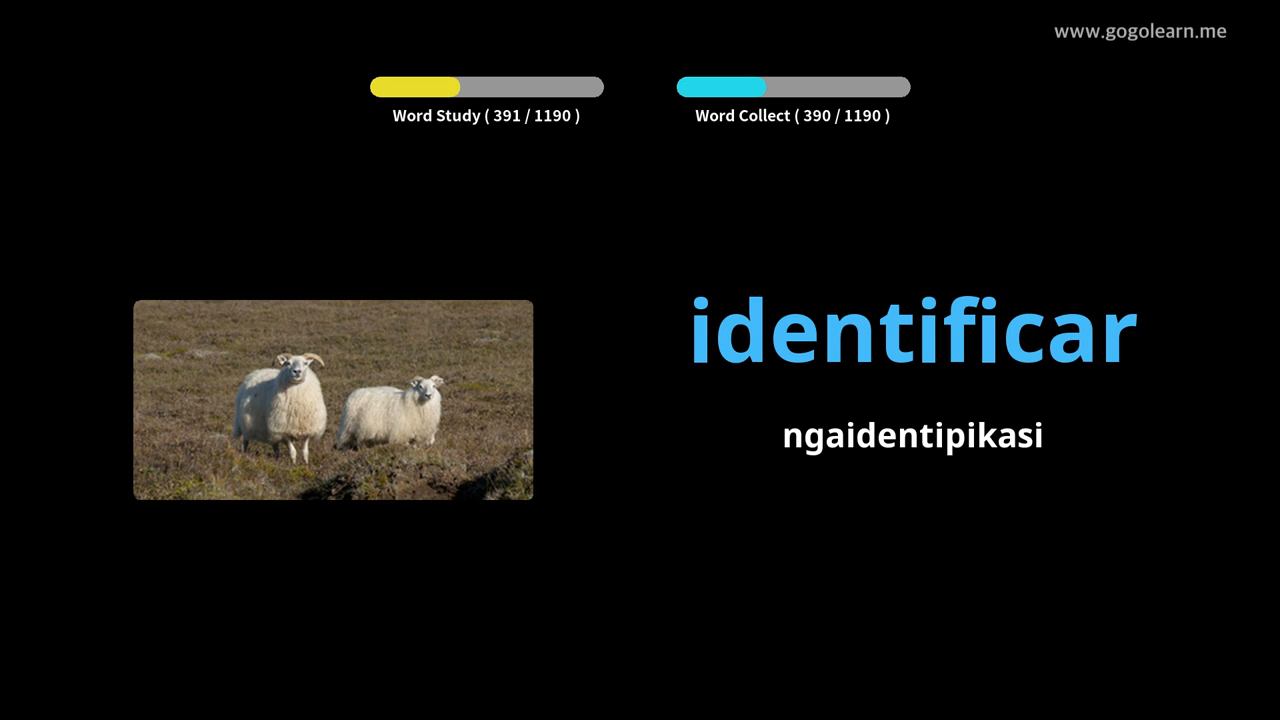 www.gogolearn.me
Word Study ( 391 / 1190 )
Word Collect ( 390 / 1190 )
identificar
ngaidentipikasi